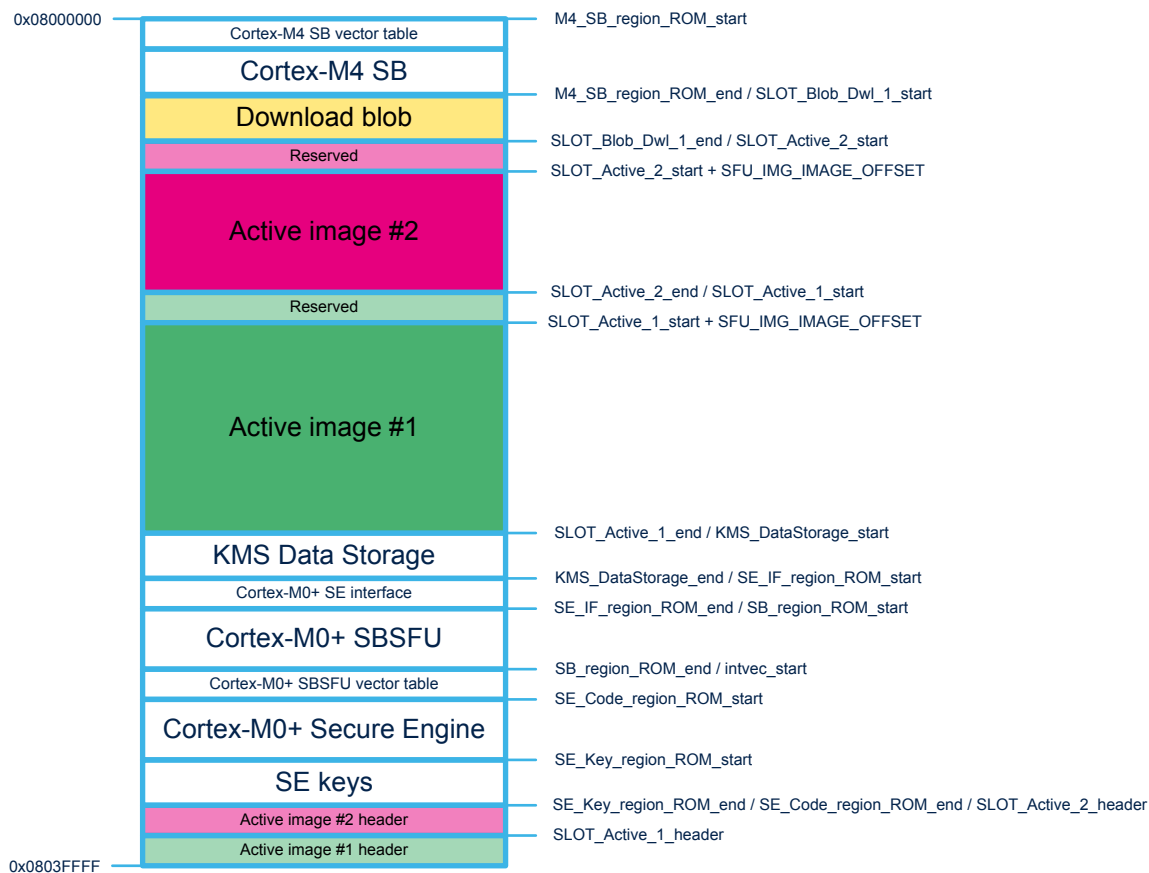 0x08000000
M4_SB_region_ROM_start
Cortex-M4 SB vector table
Cortex-M4 SB
M4_SB_region_ROM_end / SLOT_Blob_Dwl_1_start
Download blob
SLOT_Blob_Dwl_1_end / SLOT_Active_2_start
Reserved
SLOT_Active_2_start + SFU_IMG_IMAGE_OFFSET
Active image #2
SLOT_Active_2_end / SLOT_Active_1_start
Reserved
SLOT_Active_1_start + SFU_IMG_IMAGE_OFFSET
Active image #1
SLOT_Active_1_end / KMS_DataStorage_start
KMS Data Storage
KMS_DataStorage_end / SE_IF_region_ROM_start
Cortex-M0+ SE interface
SE_IF_region_ROM_end / SB_region_ROM_start
Cortex-M0+ SBSFU
SB_region_ROM_end / intvec_start
Cortex-M0+ SBSFU vector table
SE_Code_region_ROM_start
Cortex-M0+ Secure Engine
SE_Key_region_ROM_start
SE keys
SE_Key_region_ROM_end / SE_Code_region_ROM_end / SLOT_Active_2_header
Active image #2 header
SLOT_Active_1_header
Active image #1 header
0x0803FFFF